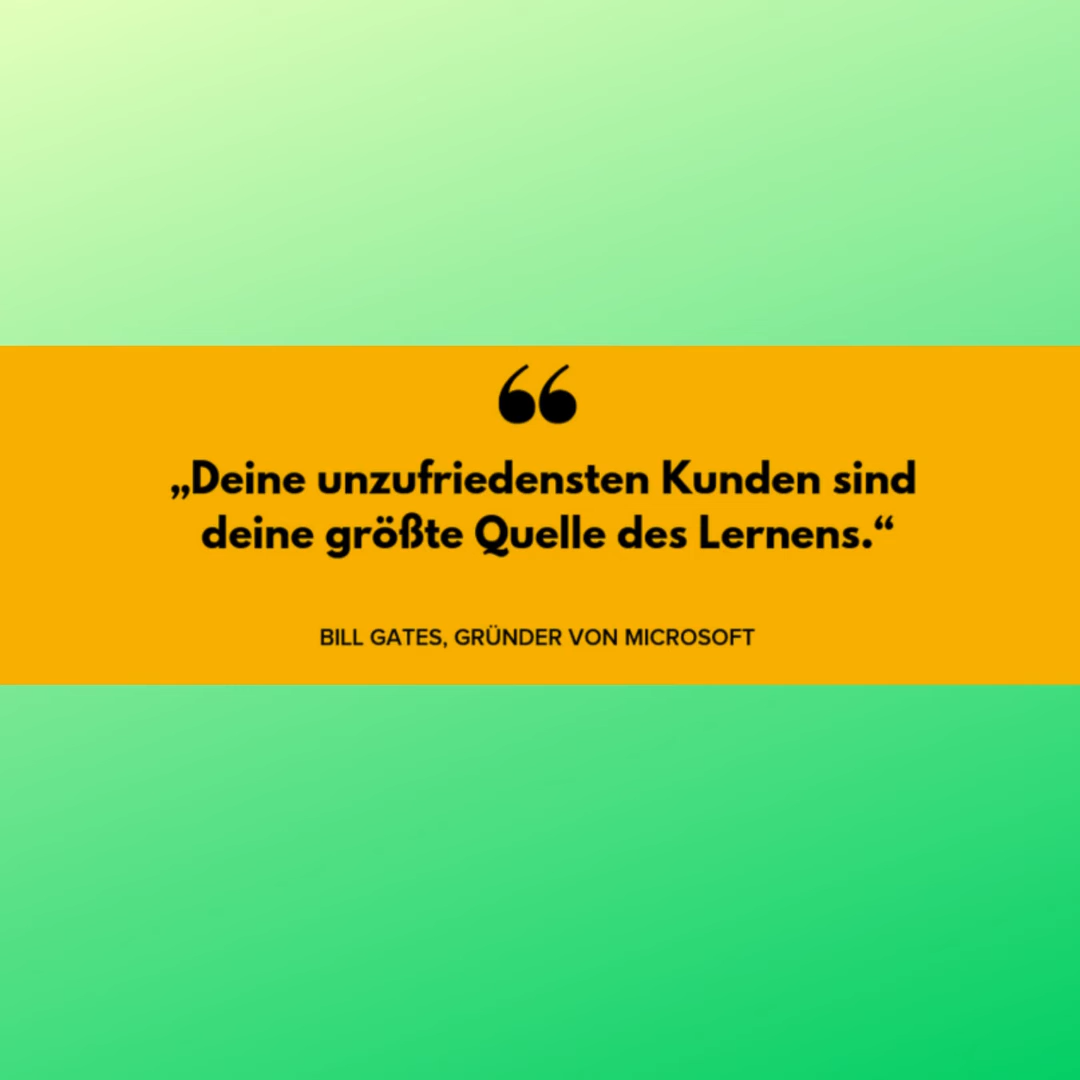 ❝
„Deine unzufriedensten Kunden sind
deine größte Quelle des Lernens.“
BILL GATES, GRÜNDER VON MICROSOFT